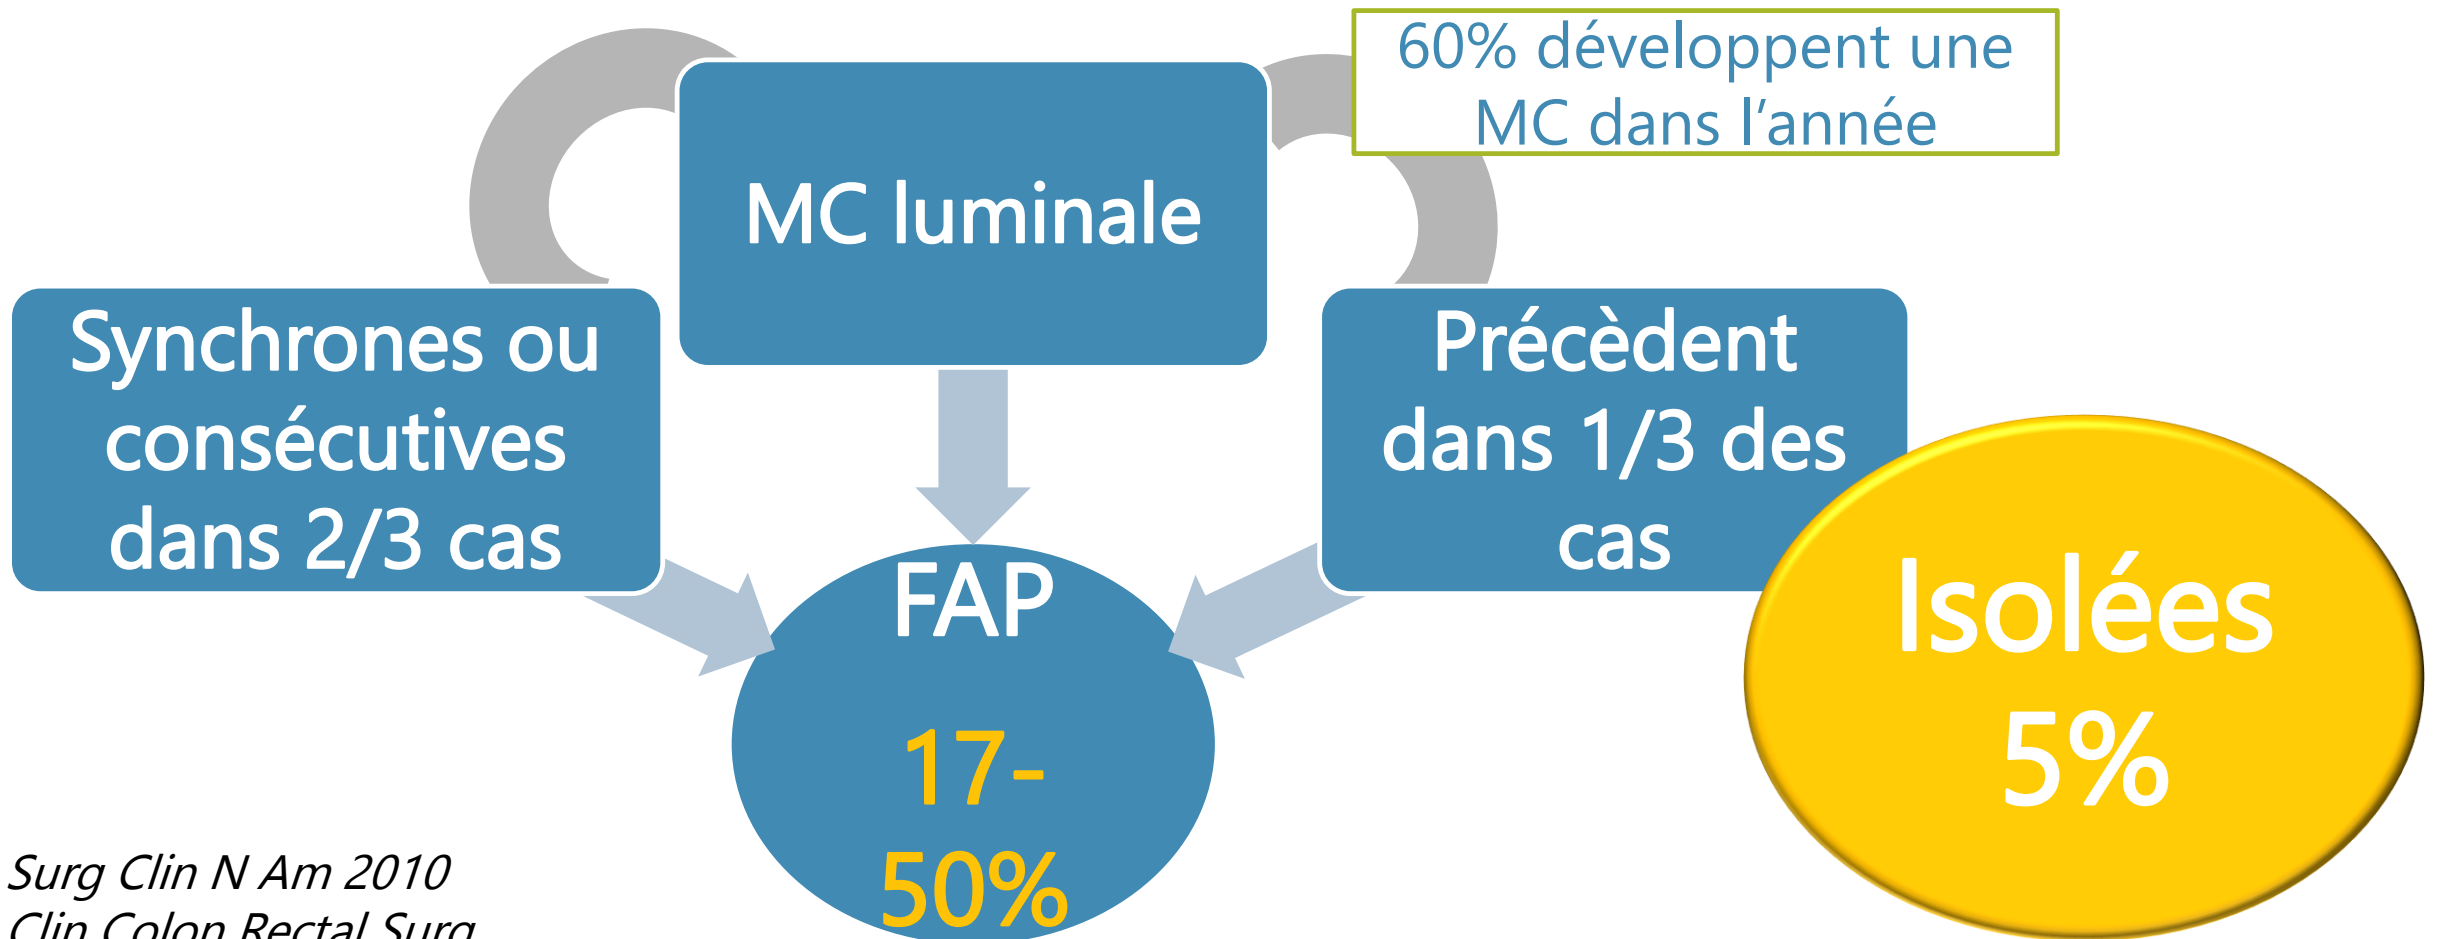 60% développent une
MC dans l’année
MC luminale
Synchrones ou
consécutives
dans 2/3 cas
Précèdent
dans 1/3 des
cas
Isolées
5%
FAP
17-
50%
Surg Clin N Am 2010
Clin Colon Rectal Surg